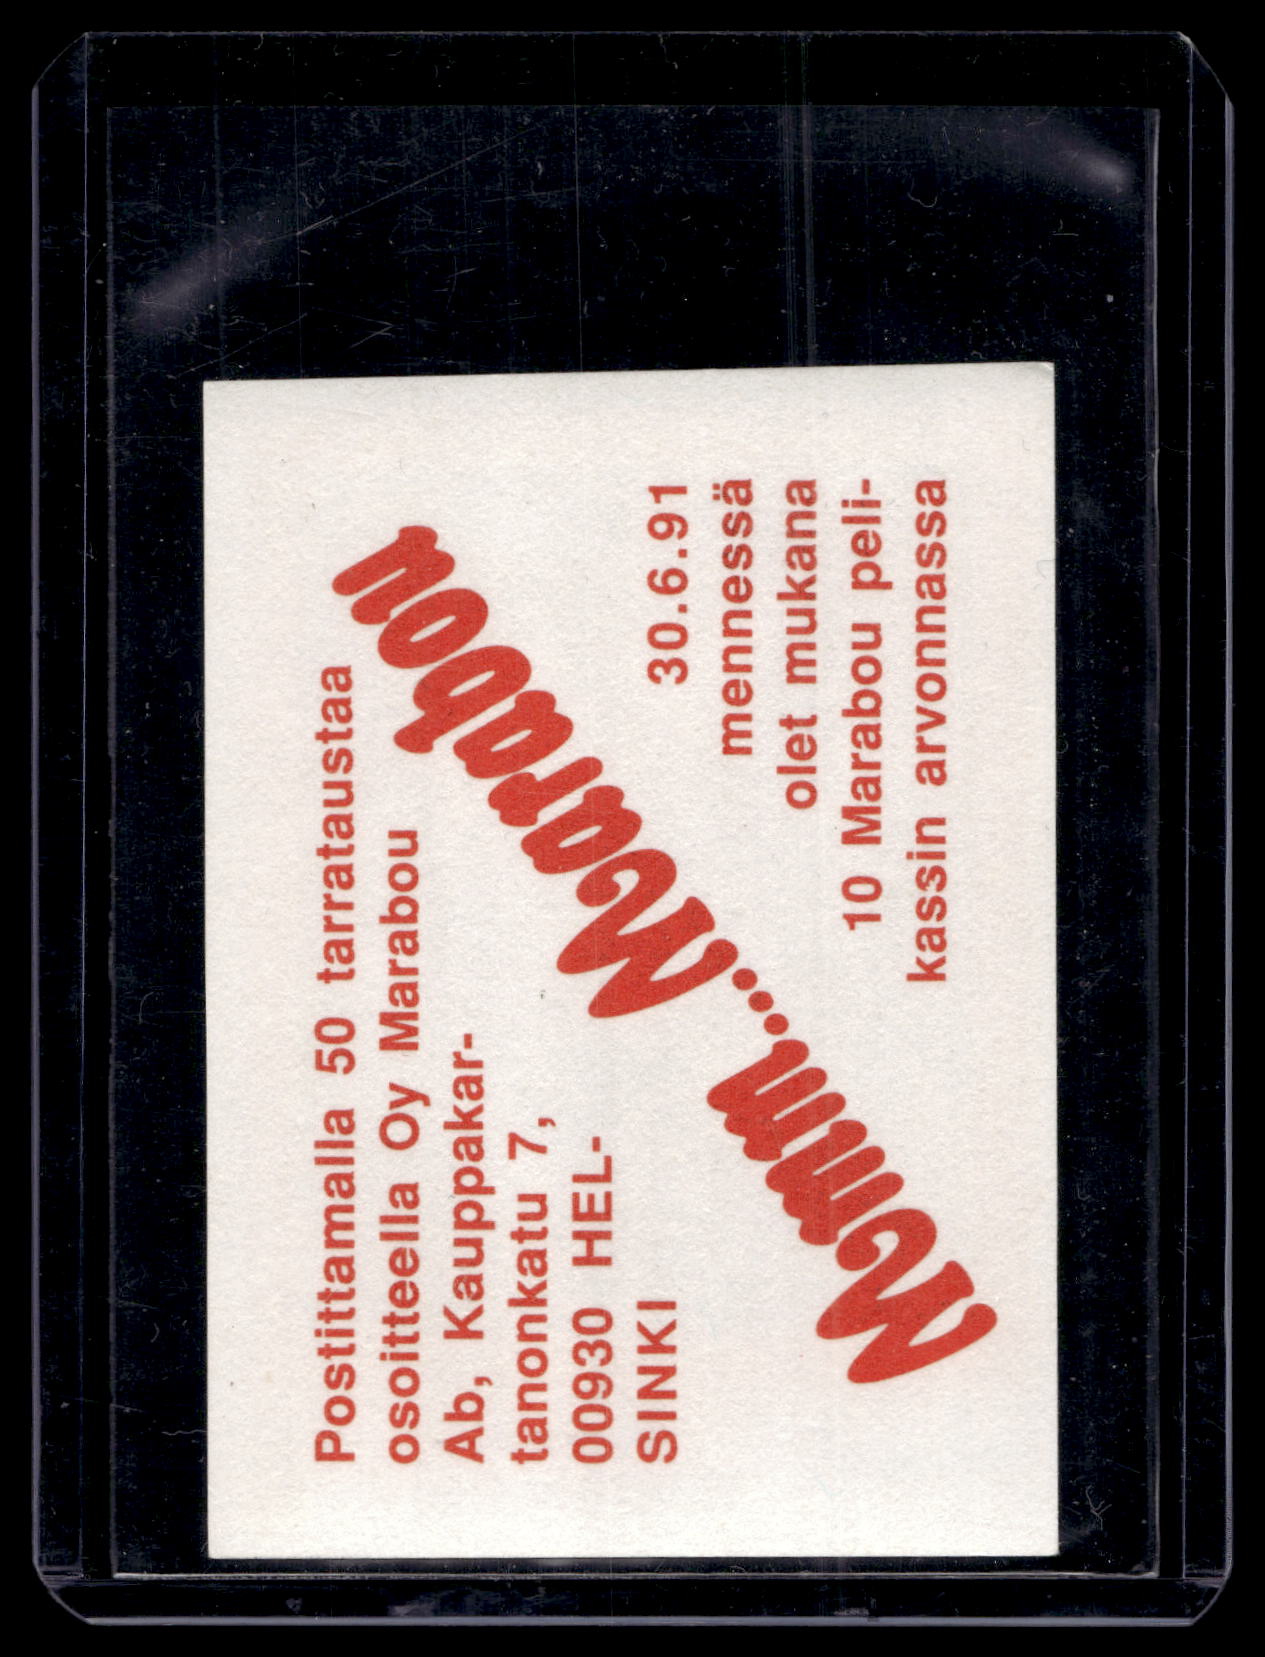 Postittamalla 50 tarrataustaa
osoitteella Oy Marabou
Ab, Kauppakar-
tanonkatu 7,
00930 HEL-
SINKI
Mmm...Marabou
30.6.91
mennessä
olet mukana
10 Marabou peli-
kassin arvonnassa